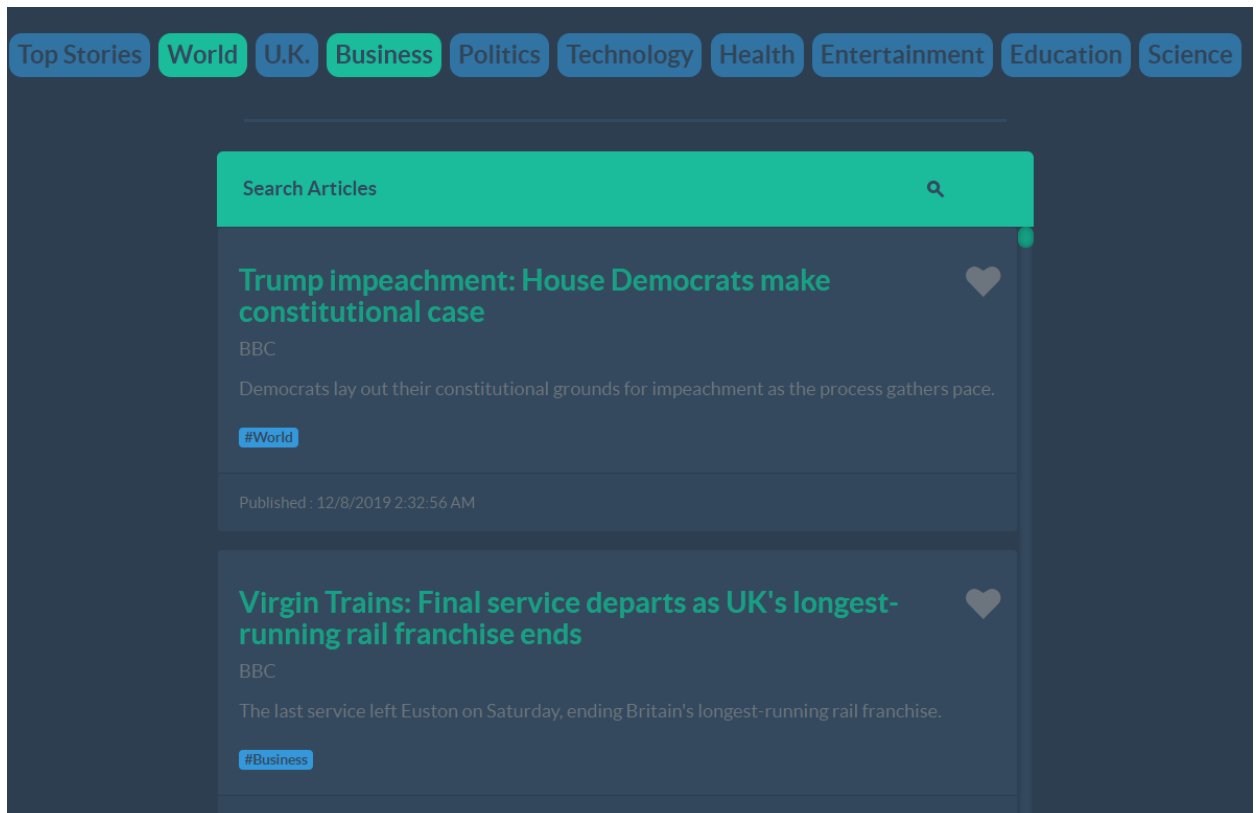 Top Stories World U.K. Business Politics Technology Health Entertainment Education Science
Search Articles
Trump impeachment: House Democrats make
constitutional case
BBC
Democrats lay out their constitutional grounds for impeachment as the process gathers pace.
#World
Published : 12/8/2019 2:32:56 AM
Virgin Trains: Final service departs as UK's longest-
running rail franchise ends
BBC
The last service left Euston on Saturday, ending Britain's longest-running rail franchise.
#Business